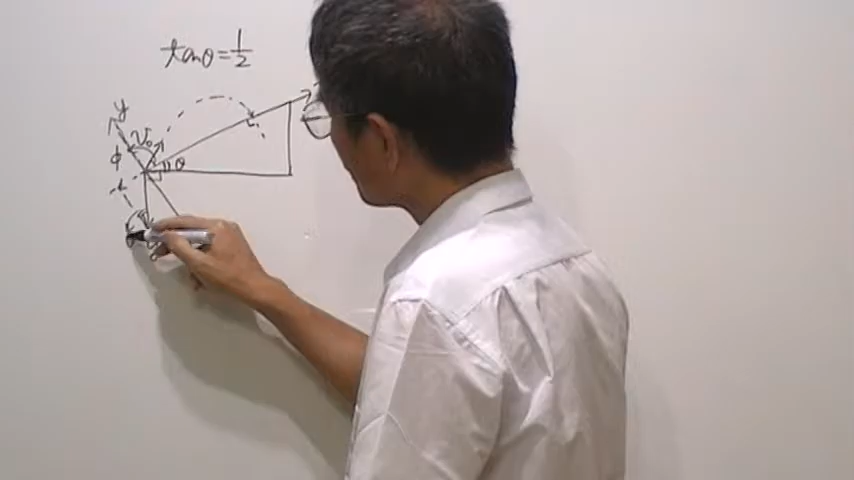 tanθ = 1/2
y
V₀
φ
θ